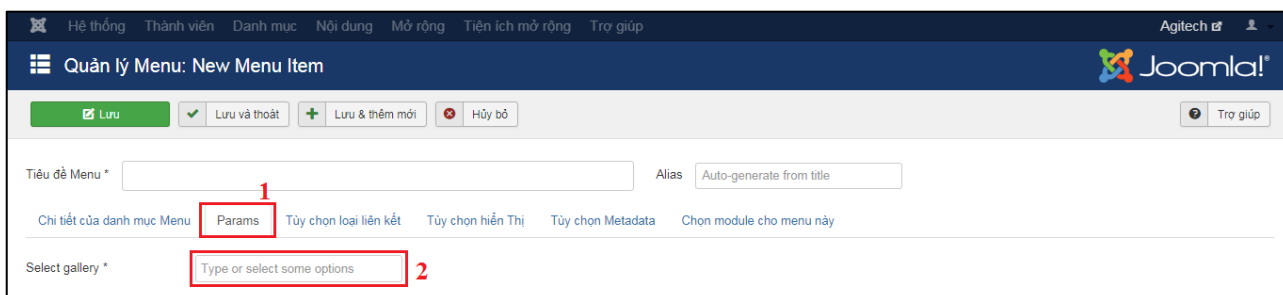 Hệ thống Thành viên Danh mục Nội dung Mở rộng Tiện ích mở rộng Trợ giúp Agitech
Quản lý Menu: New Menu Item Joomla!®
Lưu Lưu và thoát Lưu & thêm mới Hủy bỏ Trợ giúp
Tiêu đề Menu * Alias Auto-generate from title
1
Chi tiết của danh mục Menu Params Tùy chọn loại liên kết Tùy chọn hiển Thị Tùy chọn Metadata Chọn module cho menu này
Select gallery * Type or select some options 2